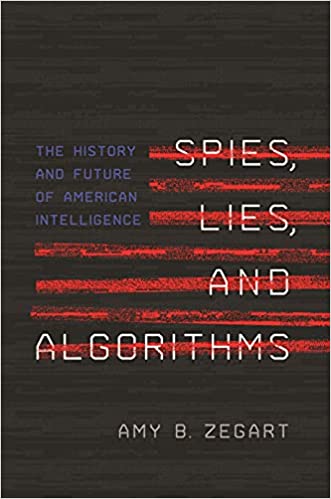 THE HISTORY
AND FUTURE
OF AMERICAN
INTELLIGENCE
SPIES,
LIES,
AND
ALGORITHMS
AMY B. ZEGART